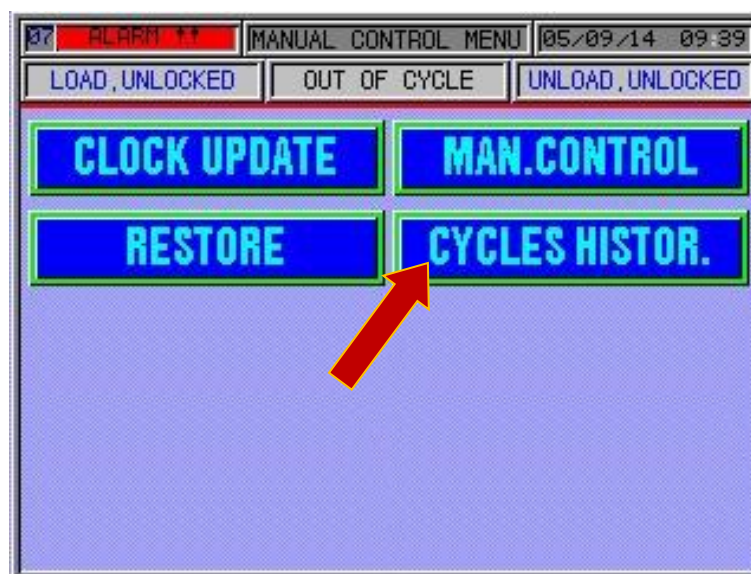 07 ALARM !! MANUAL CONTROL MENU 05/09/14 09:39
LOAD,UNLOCKED OUT OF CYCLE UNLOAD,UNLOCKED
CLOCK UPDATE MAN.CONTROL
RESTORE CYCLES HISTOR.